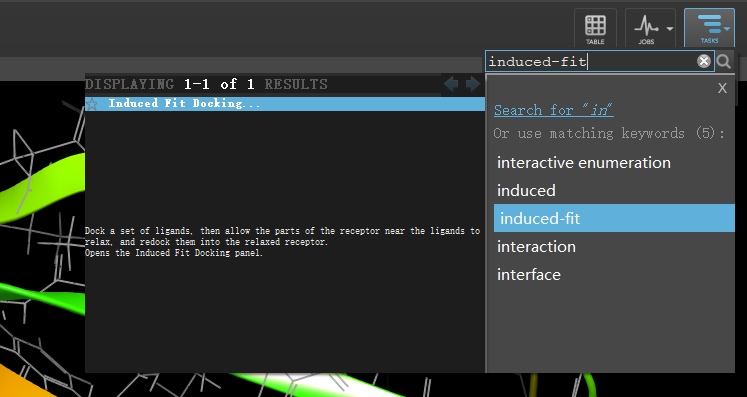 TABLE
JOBS
TASKS
induced-fit
DISPLAYING 1-1 of 1 RESULTS
X
☆ Induced Fit Docking...
Search for "in"
Or use matching keywords (5):
interactive enumeration
induced
induced-fit
interaction
interface
Dock a set of ligands, then allow the parts of the receptor near the ligands to
relax, and redock them into the relaxed receptor.
Opens the Induced Fit Docking panel.